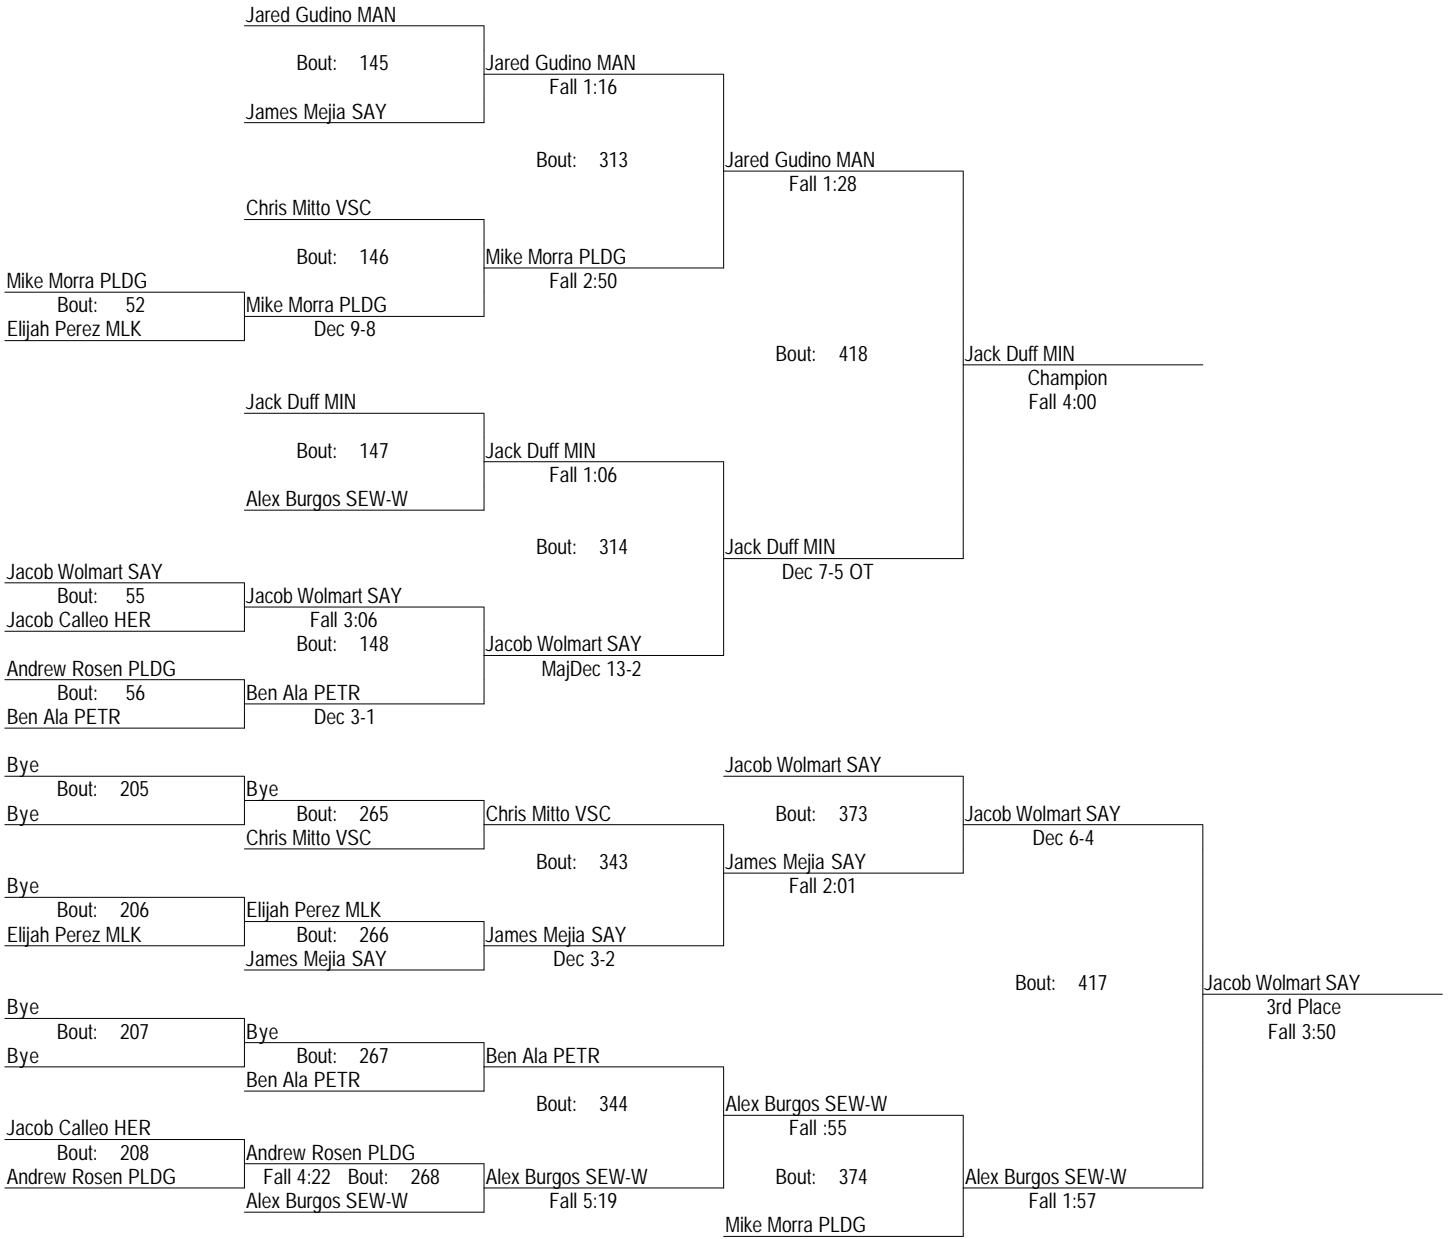 Jared Gudino MAN
Bout: 145
Jared Gudino MAN
Fall 1:16
James Mejia SAY
Bout: 313
Jared Gudino MAN
Fall 1:28
Chris Mitto VSC
Bout: 146
Mike Morra PLDG
Fall 2:50
Mike Morra PLDG
Bout: 52
Mike Morra PLDG
Elijah Perez MLK
Dec 9-8
Bout: 418
Jack Duff MIN
Champion
Fall 4:00
Jack Duff MIN
Bout: 147
Jack Duff MIN
Fall 1:06
Alex Burgos SEW-W
Bout: 314
Jack Duff MIN
Dec 7-5 OT
Jacob Wolmart SAY
Bout: 55
Jacob Wolmart SAY
Jacob Calleo HER
Fall 3:06
Bout: 148
Jacob Wolmart SAY
MajDec 13-2
Andrew Rosen PLDG
Bout: 56
Ben Ala PETR
Ben Ala PETR
Dec 3-1
Bye
Bout: 205
Bye
Bye
Bout: 265
Chris Mitto VSC
Chris Mitto VSC
Jacob Wolmart SAY
Bout: 373
Jacob Wolmart SAY
Dec 6-4
Bout: 343
James Mejia SAY
Fall 2:01
Bye
Bout: 206
Elijah Perez MLK
Elijah Perez MLK
Bout: 266
James Mejia SAY
James Mejia SAY
Dec 3-2
Bout: 417
Jacob Wolmart SAY
3rd Place
Fall 3:50
Bye
Bout: 207
Bye
Bye
Bout: 267
Ben Ala PETR
Ben Ala PETR
Bout: 344
Alex Burgos SEW-W
Fall :55
Jacob Calleo HER
Bout: 208
Andrew Rosen PLDG
Andrew Rosen PLDG
Fall 4:22 Bout: 268
Alex Burgos SEW-W
Alex Burgos SEW-W
Fall 5:19
Bout: 374
Alex Burgos SEW-W
Fall 1:57
Mike Morra PLDG